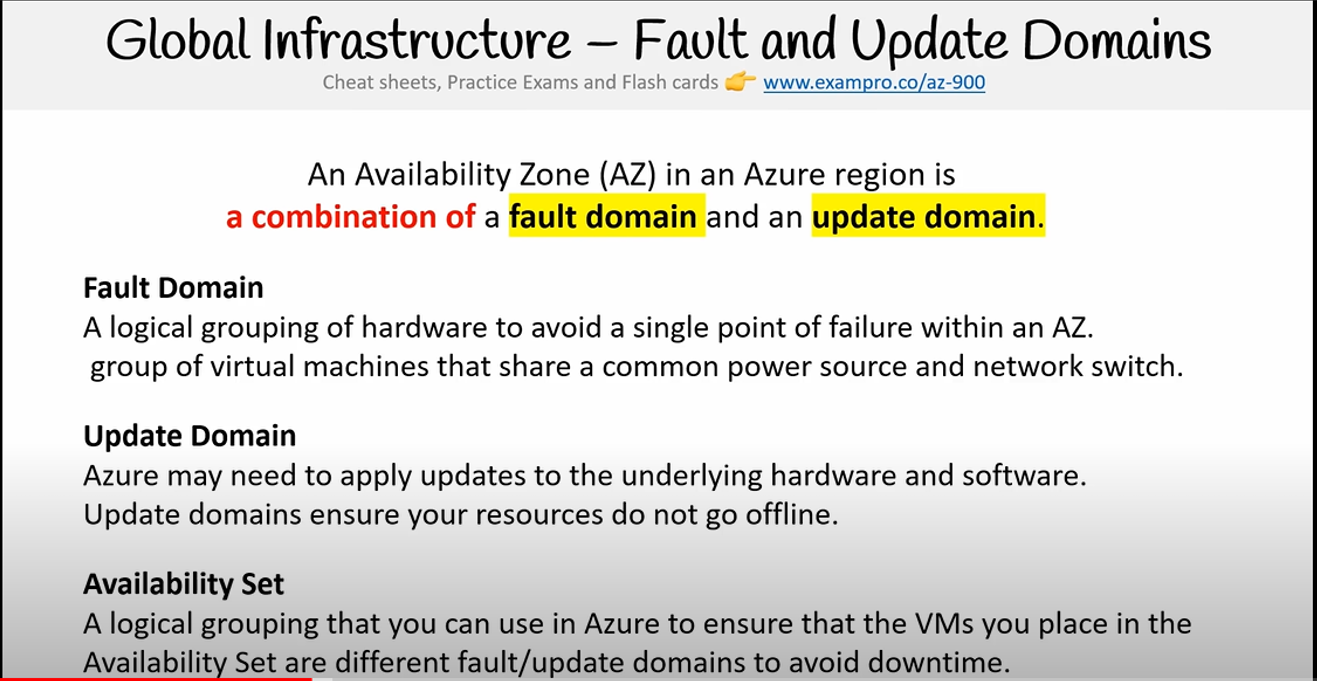 Global Infrastructure – Fault and Update Domains
Cheat sheets, Practice Exams and Flash cards 👉 www.exampro.co/az-900
An Availability Zone (AZ) in an Azure region is
a combination of a fault domain and an update domain.
Fault Domain
A logical grouping of hardware to avoid a single point of failure within an AZ.
group of virtual machines that share a common power source and network switch.
Update Domain
Azure may need to apply updates to the underlying hardware and software.
Update domains ensure your resources do not go offline.
Availability Set
A logical grouping that you can use in Azure to ensure that the VMs you place in the
Availability Set are different fault/update domains to avoid downtime.